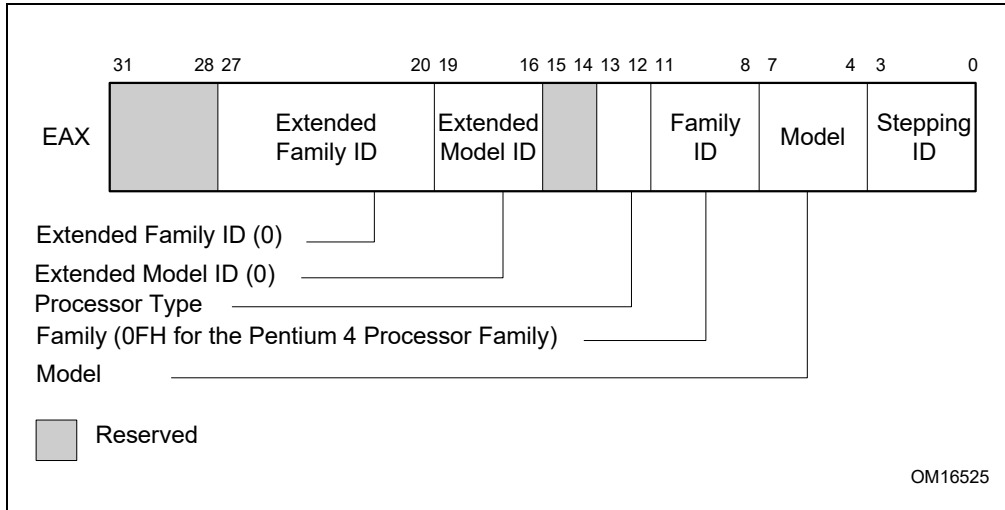 31 28 27 20 19 16 15 14 13 12 11 8 7 4 3 0
EAX
Extended
Family ID
Extended
Model ID
Family
ID
Model
Stepping
ID
Extended Family ID (0)
Extended Model ID (0)
Processor Type
Family (0FH for the Pentium 4 Processor Family)
Model
Reserved
OM16525